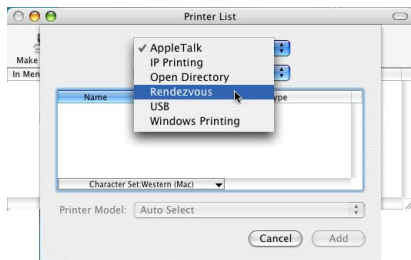 Printer List
✓ AppleTalk
IP Printing
Make
Open Directory
In Men
Rendezvous
Name
ype
USB
Windows Printing
Character Set:Western (Mac)
Printer Model: Auto Select
Cancel Add